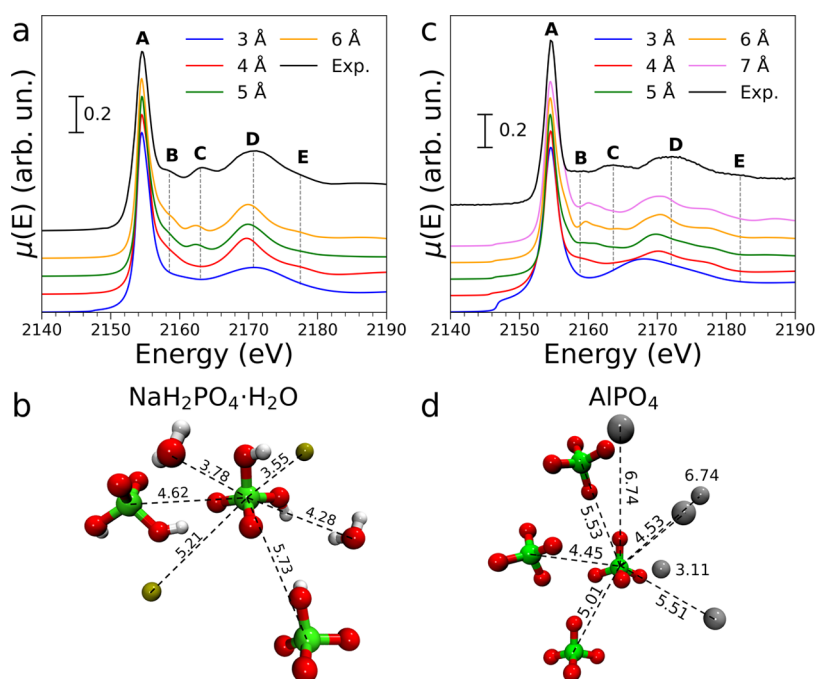 a
A
3 Å
6 Å
4 Å
Exp.
5 Å
0.2
B
C
D
E
μ(E) (arb. un.)
2140 2150 2160 2170 2180 2190
Energy (eV)
c
A
3 Å
6 Å
4 Å
7 Å
5 Å
Exp.
0.2
B
C
D
E
μ(E) (arb. un.)
2140 2150 2160 2170 2180 2190
Energy (eV)
b
NaH₂PO₄·H₂O
3.78
3.55
4.62
4.28
5.21
5.73
d
AlPO₄
6.74
6.74
5.53
4.53
4.45
3.11
5.01
5.51